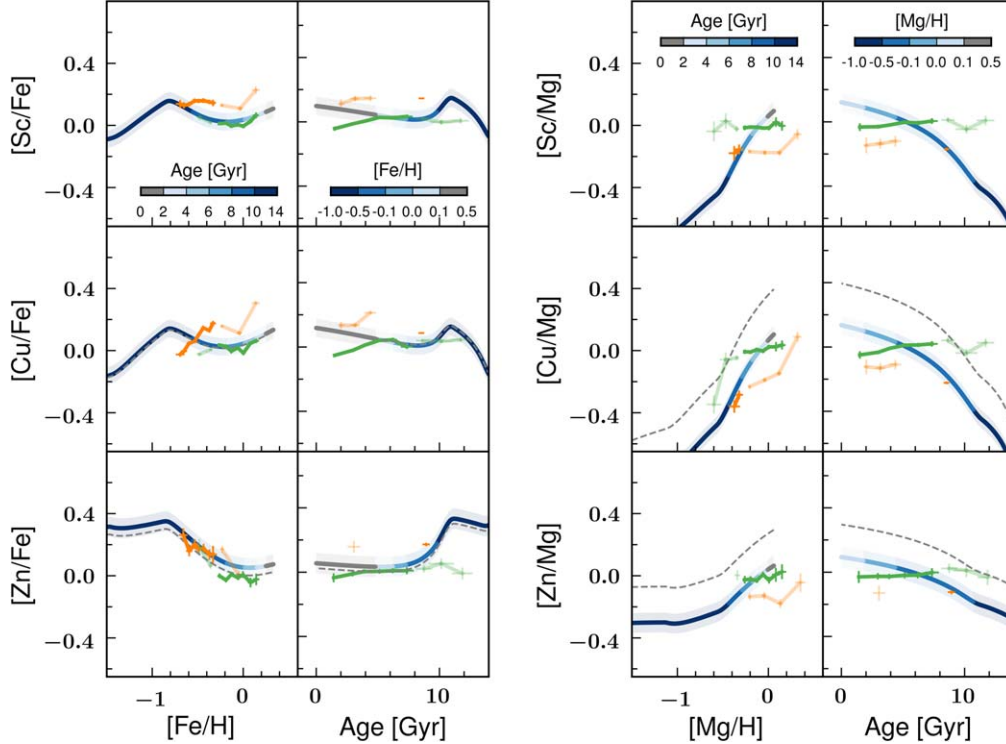 Age [Gyr]
0 2 4 6 8 10 14
[Mg/H]
-1.0 -0.5 -0.1 0.0 0.1 0.5
[Sc/Fe]
0.4
0.0
−0.4
Age [Gyr]
0 2 4 6 8 10 14
[Fe/H]
-1.0 -0.5 -0.1 0.0 0.1 0.5
[Sc/Mg]
0.4
0.0
−0.4
[Cu/Fe]
0.4
0.0
−0.4
[Cu/Mg]
0.4
0.0
−0.4
[Zn/Fe]
0.4
0.0
−0.4
[Zn/Mg]
0.4
0.0
−0.4
−1 0 0 10 −1 0 0 10
[Fe/H] Age [Gyr] [Mg/H] Age [Gyr]